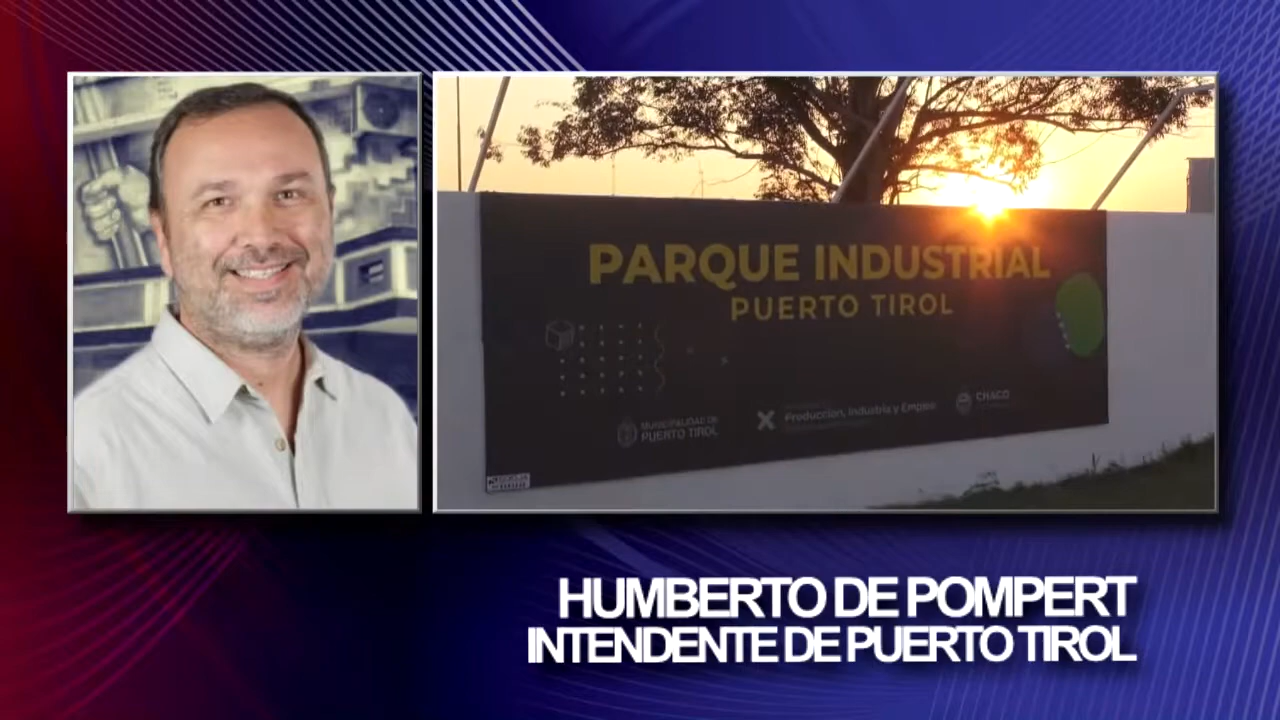 PARQUE INDUSTRIAL
PUERTO TIROL
MUNICIPALIDAD DE
PUERTO TIROL
Producción, Industria y Empleo
CHACO
HUMBERTO DE POMPERT
INTENDENTE DE PUERTO TIROL